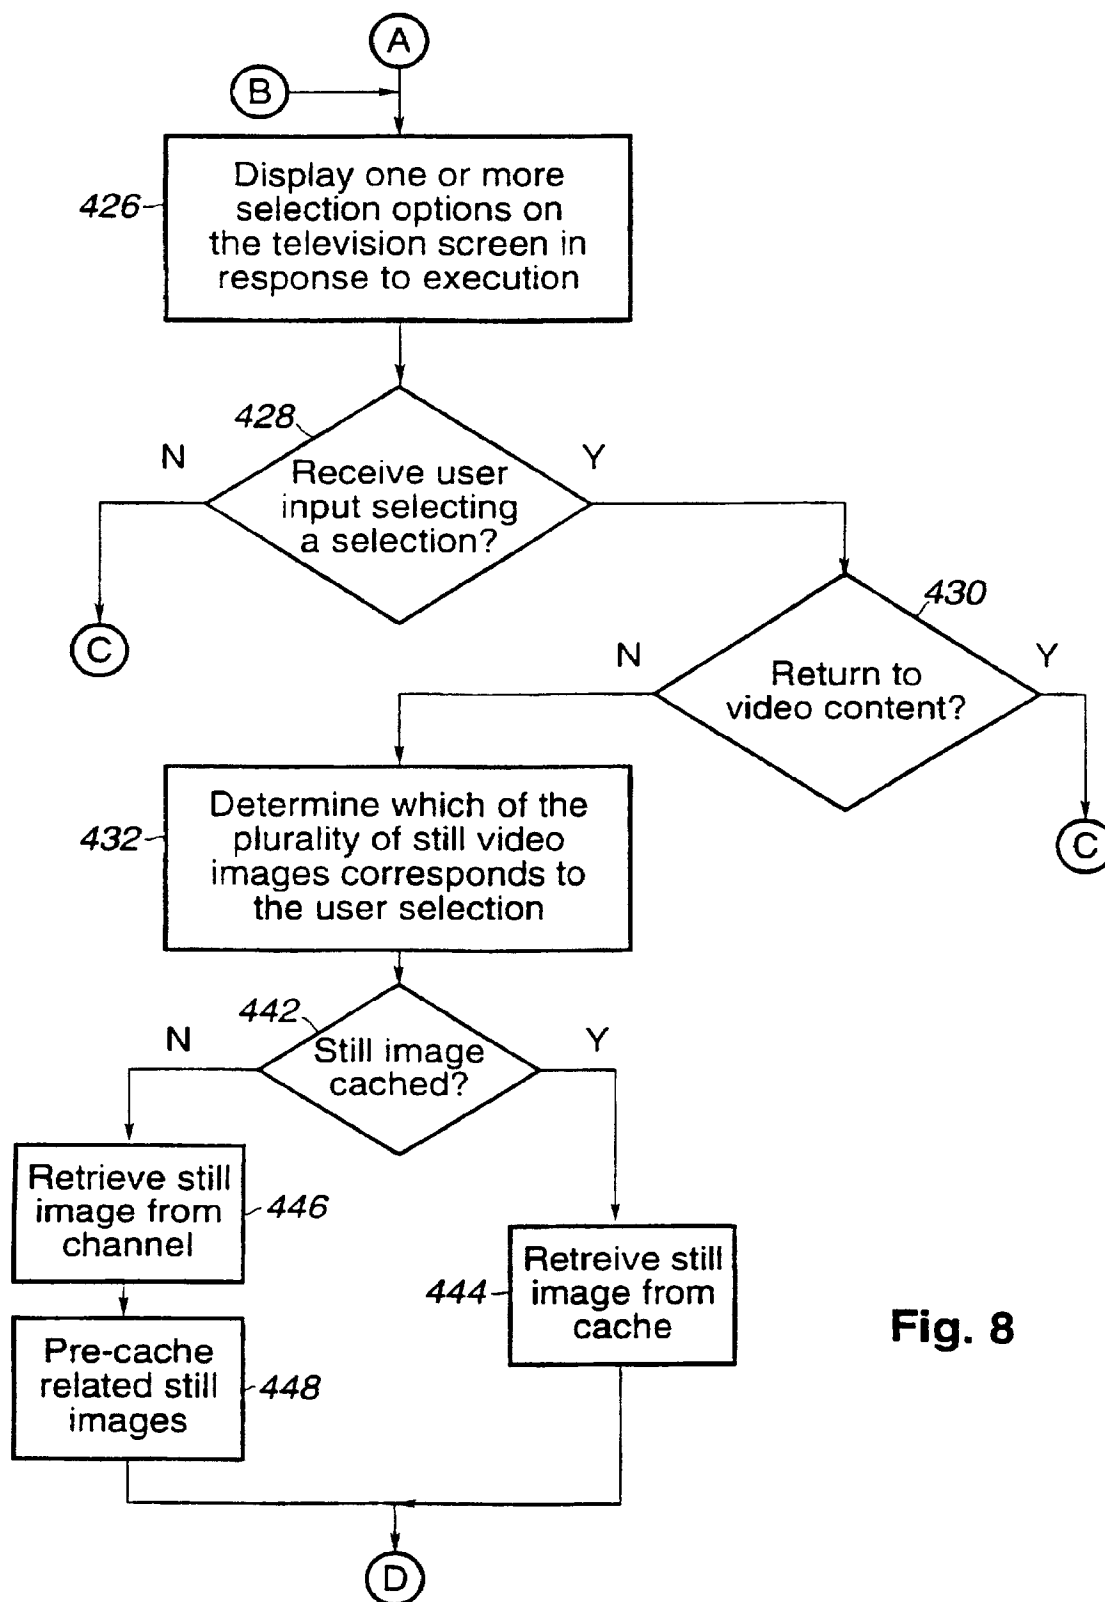 A
B
426
Display one or more
selection options on
the television screen in
response to execution
428
N
Y
Receive user
input selecting
a selection?
C
430
N
Y
Return to
video content?
C
432
Determine which of the
plurality of still video
images corresponds to
the user selection
442
N
Y
Still image
cached?
Retrieve still
image from
channel
446
444
Retreive still
image from
cache
Pre-cache
related still
images
448
Fig. 8
D